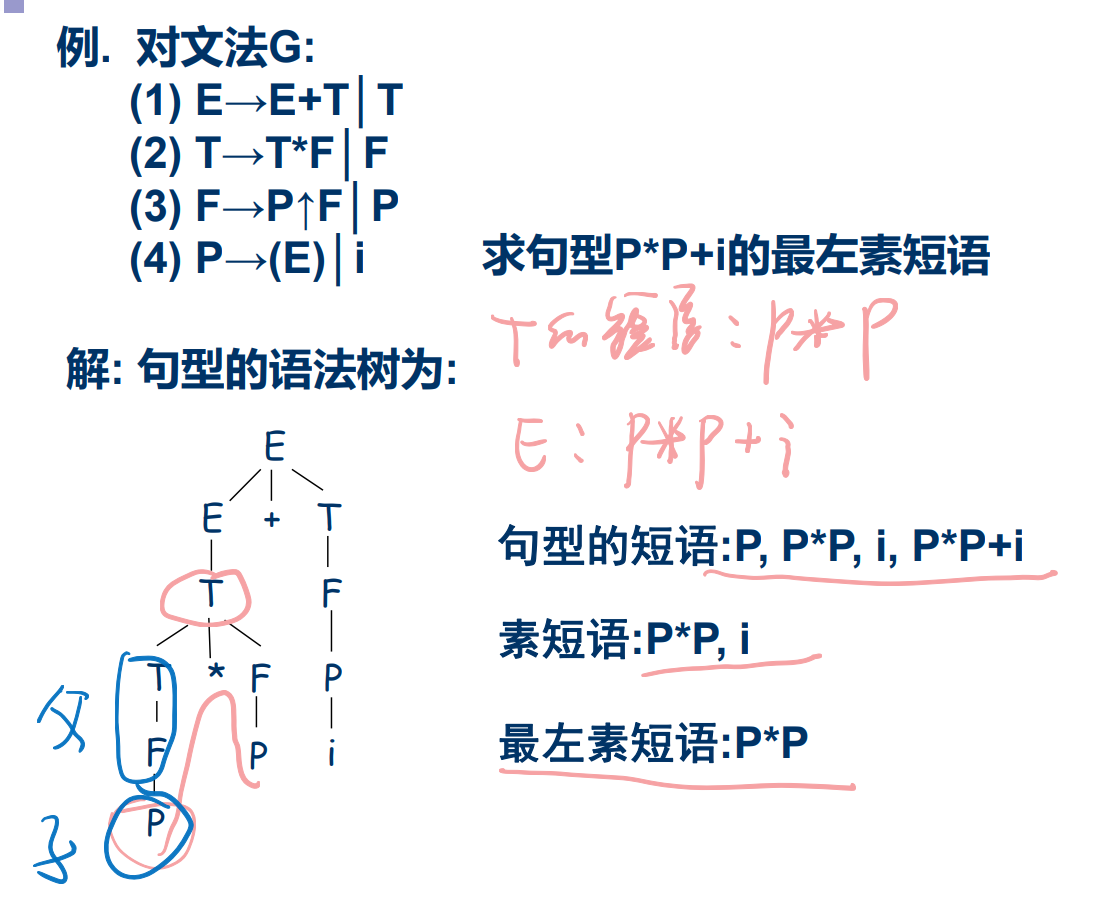 例. 对文法G:
(1) E→E+T│T
(2) T→T*F│F
(3) F→P↑F│P
(4) P→(E)│i
求句型P*P+i的最左素短语
T的短语: P*P
E: P*P+i
解: 句型的语法树为:
E
E + T
T F
T * F P
F P i
P
父
子
句型的短语:P, P*P, i, P*P+i
素短语:P*P, i
最左素短语:P*P